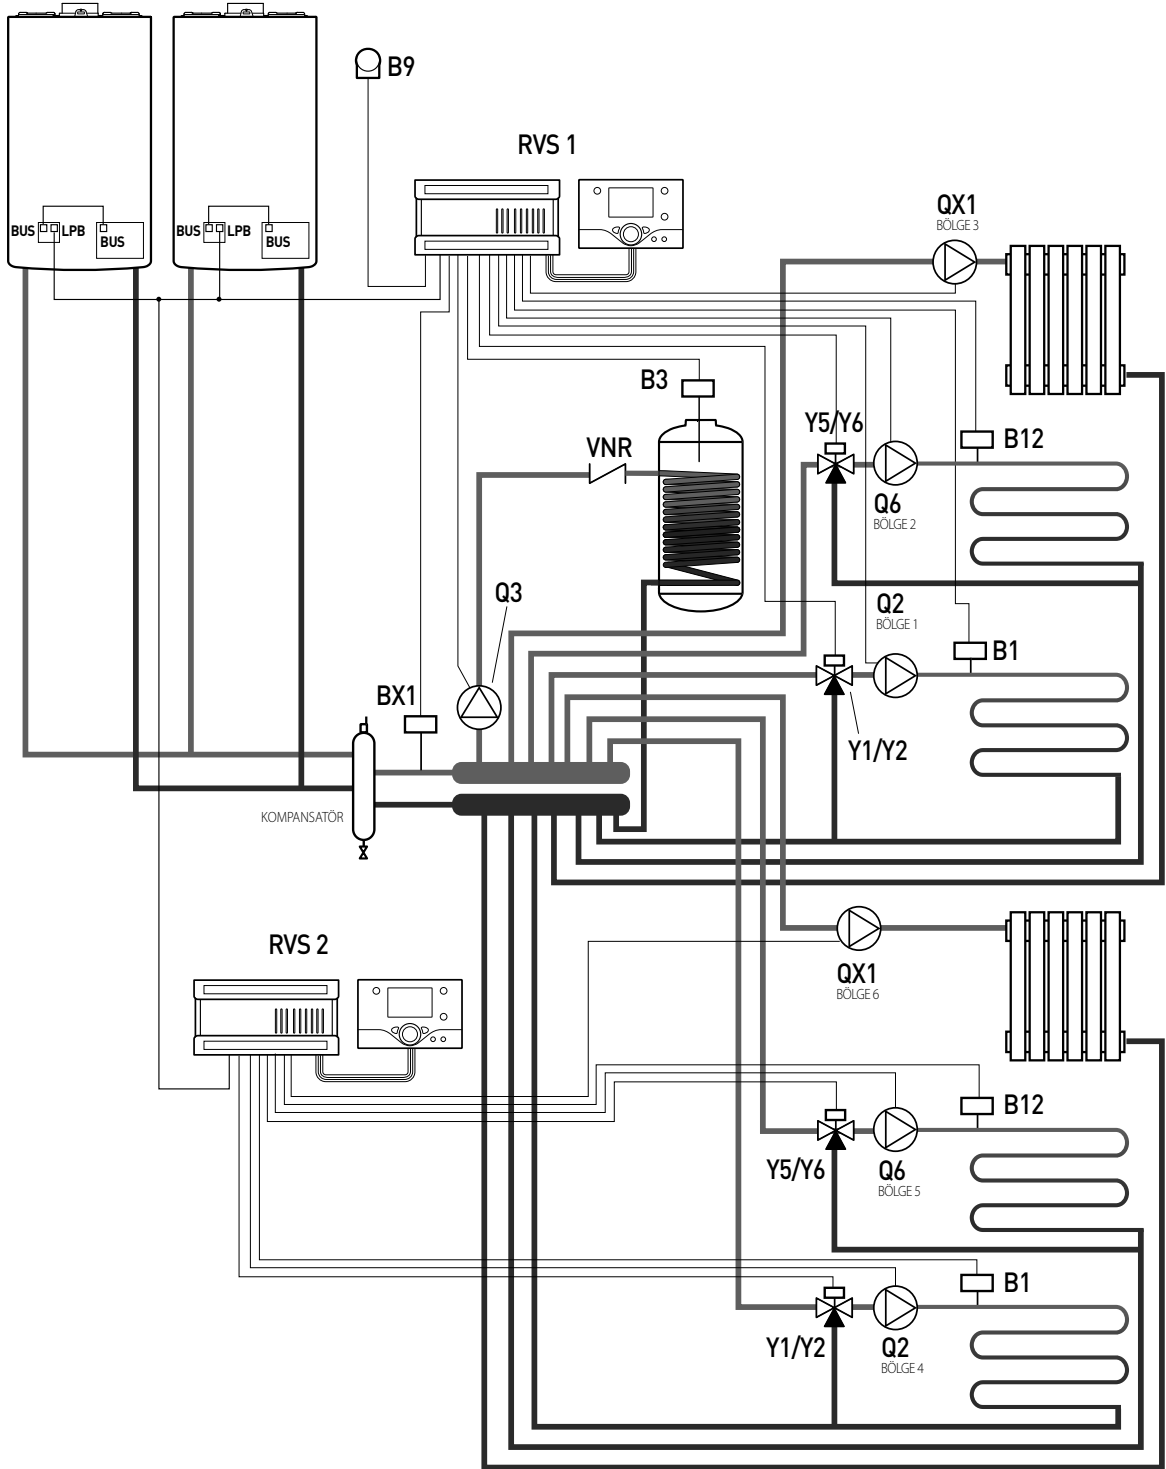 B9
RVS 1
QX1
BÖLGE 3
BUS
LPB
BUS
BUS
LPB
BUS
B3
Y5/Y6
B12
VNR
Q6
BÖLGE 2
Q3
Q2
BÖLGE 1
B1
BX1
Y1/Y2
KOMPANSATÖR
RVS 2
QX1
BÖLGE 6
B12
Y5/Y6
Q6
BÖLGE 5
B1
Y1/Y2
Q2
BÖLGE 4